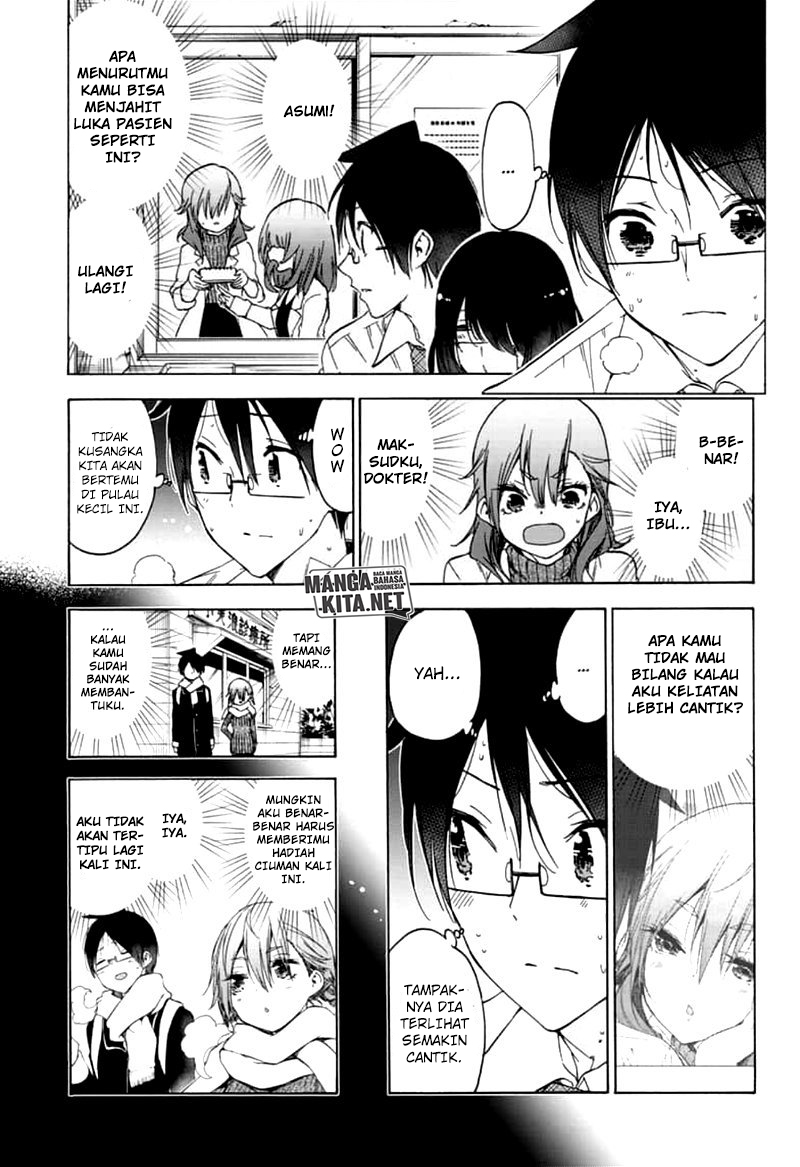 ...
ASUMI!
APA
MENURUTMU
KAMU BISA
MENJAHIT
LUKA PASIEN
SEPERTI
INI?
ULANGI
LAGI!
B-BE-
NAR!
IYA,
IBU...
MAK-
SUDKU,
DOKTER!
WOW
TIDAK
KUSANGKA
KITA AKAN
BERTEMU
DI PULAU
KECIL INI.
MANGA
KITA.NET
BACA MANGA
BAHASA
INDONESIA
APA KAMU
TIDAK MAU
BILANG KALAU
AKU KELIATAN
LEBIH CANTIK?
...
YAH...
TAMPAK-
NYA DIA
TERLIHAT
SEMAKIN
CANTIK.
TAPI
MEMANG
BENAR...
...
KALAU
KAMU
SUDAH
BANYAK
MEMBAN-
TUKU.
診療所
MUNGKIN
AKU BENAR-
BENAR HARUS
MEMBERIMU
HADIAH
CIUMAN KALI
INI.
IYA,
IYA.
AKU TIDAK
AKAN TER-
TIPU LAGI
KALI INI.